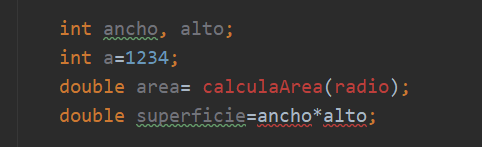 int ancho, alto;
int a=1234;
double area= calculaArea(radio);
double superficie=ancho*alto;